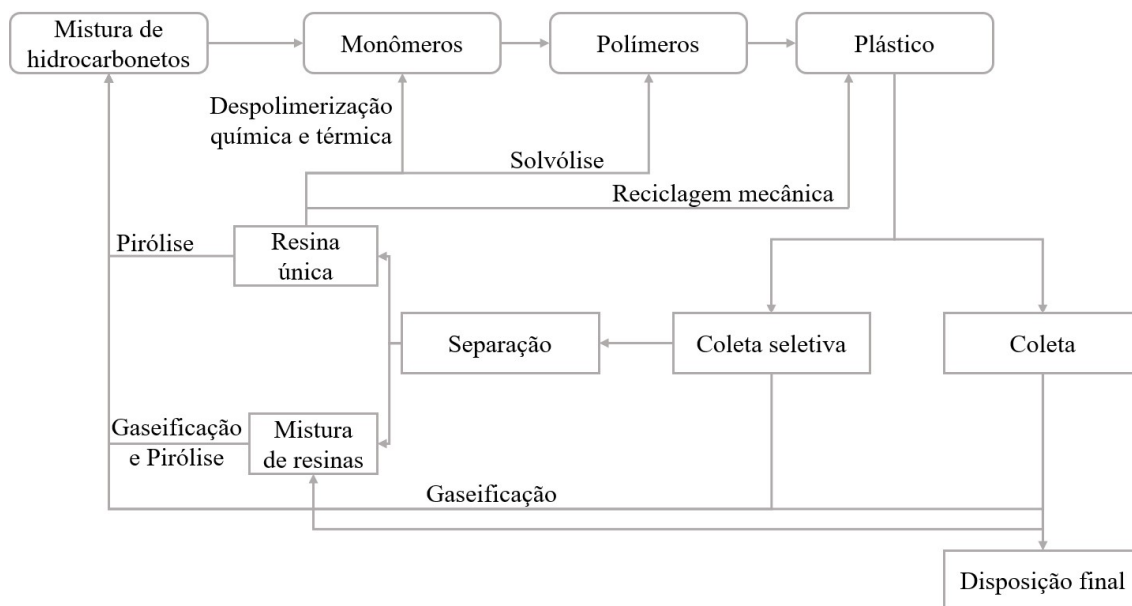 Mistura de
hidrocarbonetos
Monômeros
Polímeros
Plástico
Despolimerização
química e térmica
Solvólise
Reciclagem mecânica
Pirólise
Resina
única
Separação
Coleta seletiva
Coleta
Gaseificação
e Pirólise
Mistura
de resinas
Gaseificação
Disposição final